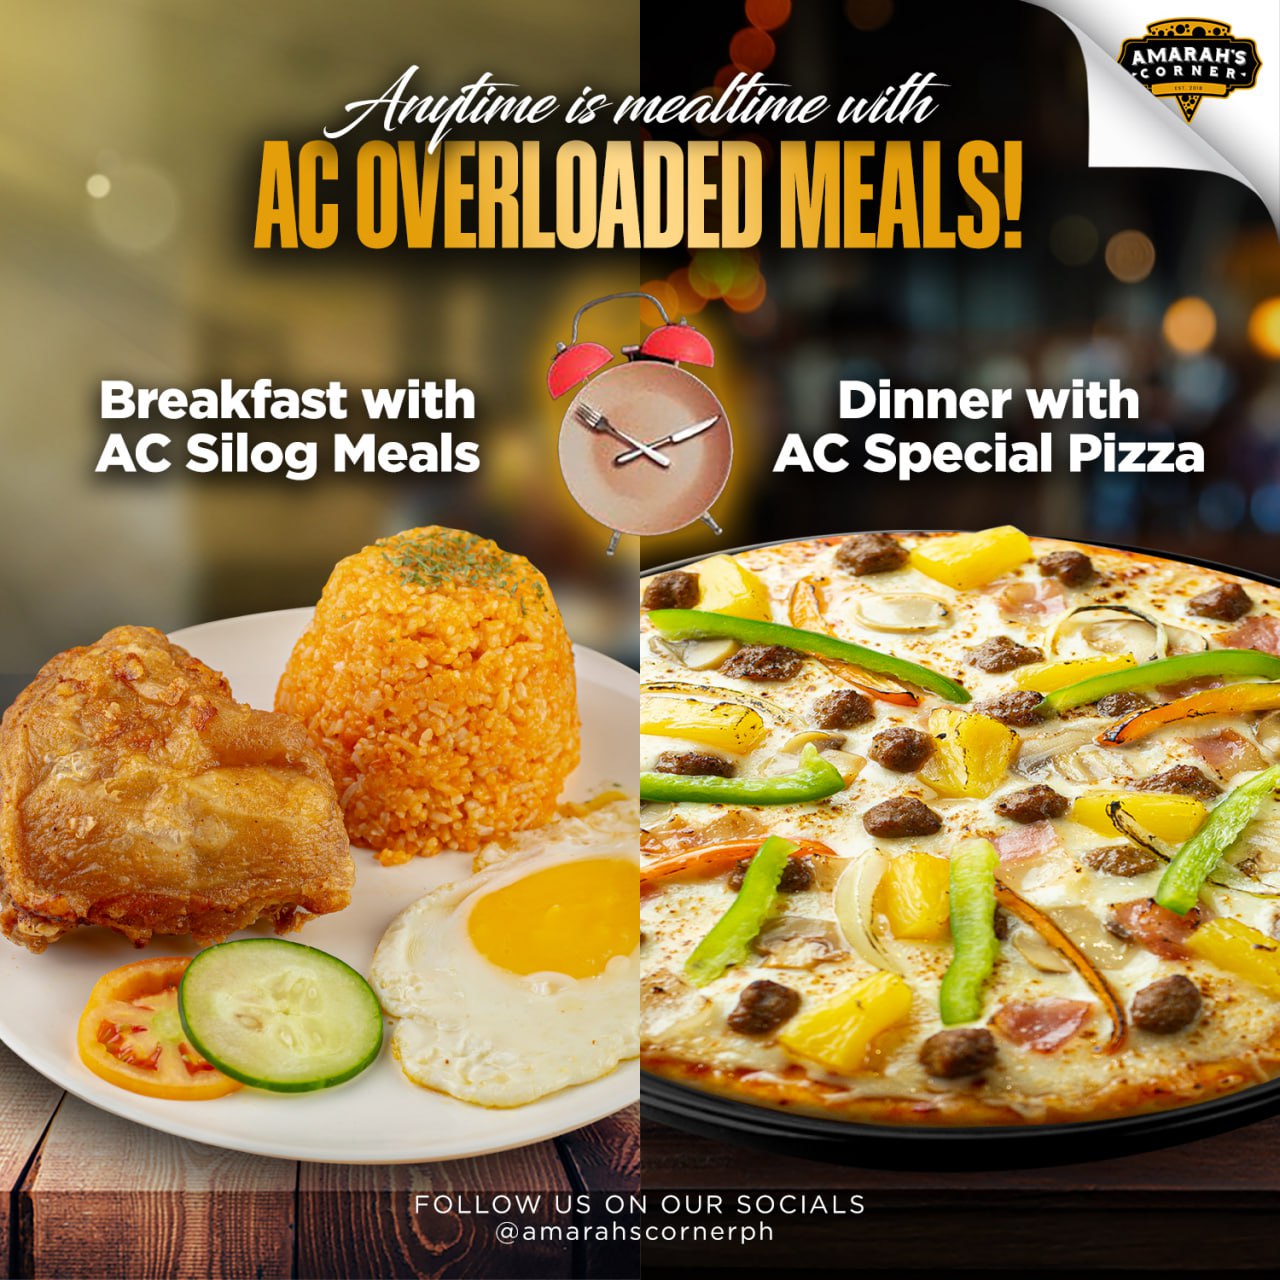 AMARAH'S
CORNER
EST. 2018
Anytime is mealtime with
AC OVERLOADED MEALS!
Breakfast with
AC Silog Meals
Dinner with
AC Special Pizza
FOLLOW US ON OUR SOCIALS
@amarahscornerph